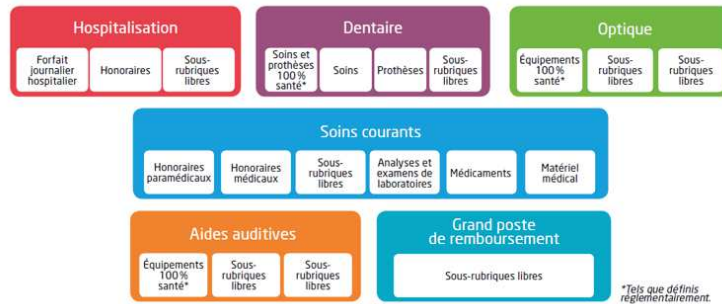 Hospitalisation
Forfait
journalier
hospitalier
Honoraires
Sous-
rubriques
libres
Dentaire
Soins et
prothèses
100 %
santé*
Soins
Prothèses
Sous-
rubriques
libres
Optique
Équipements
100 %
santé*
Sous-
rubriques
libres
Sous-
rubriques
libres
Soins courants
Honoraires
paramédicaux
Honoraires
médicaux
Sous-
rubriques
libres
Analyses et
examens de
laboratoires
Médicaments
Matériel
médical
Aides auditives
Équipements
100 %
santé*
Sous-
rubriques
libres
Sous-
rubriques
libres
Grand poste
de remboursement
Sous-rubriques libres
*Tels que définis
réglementairement.